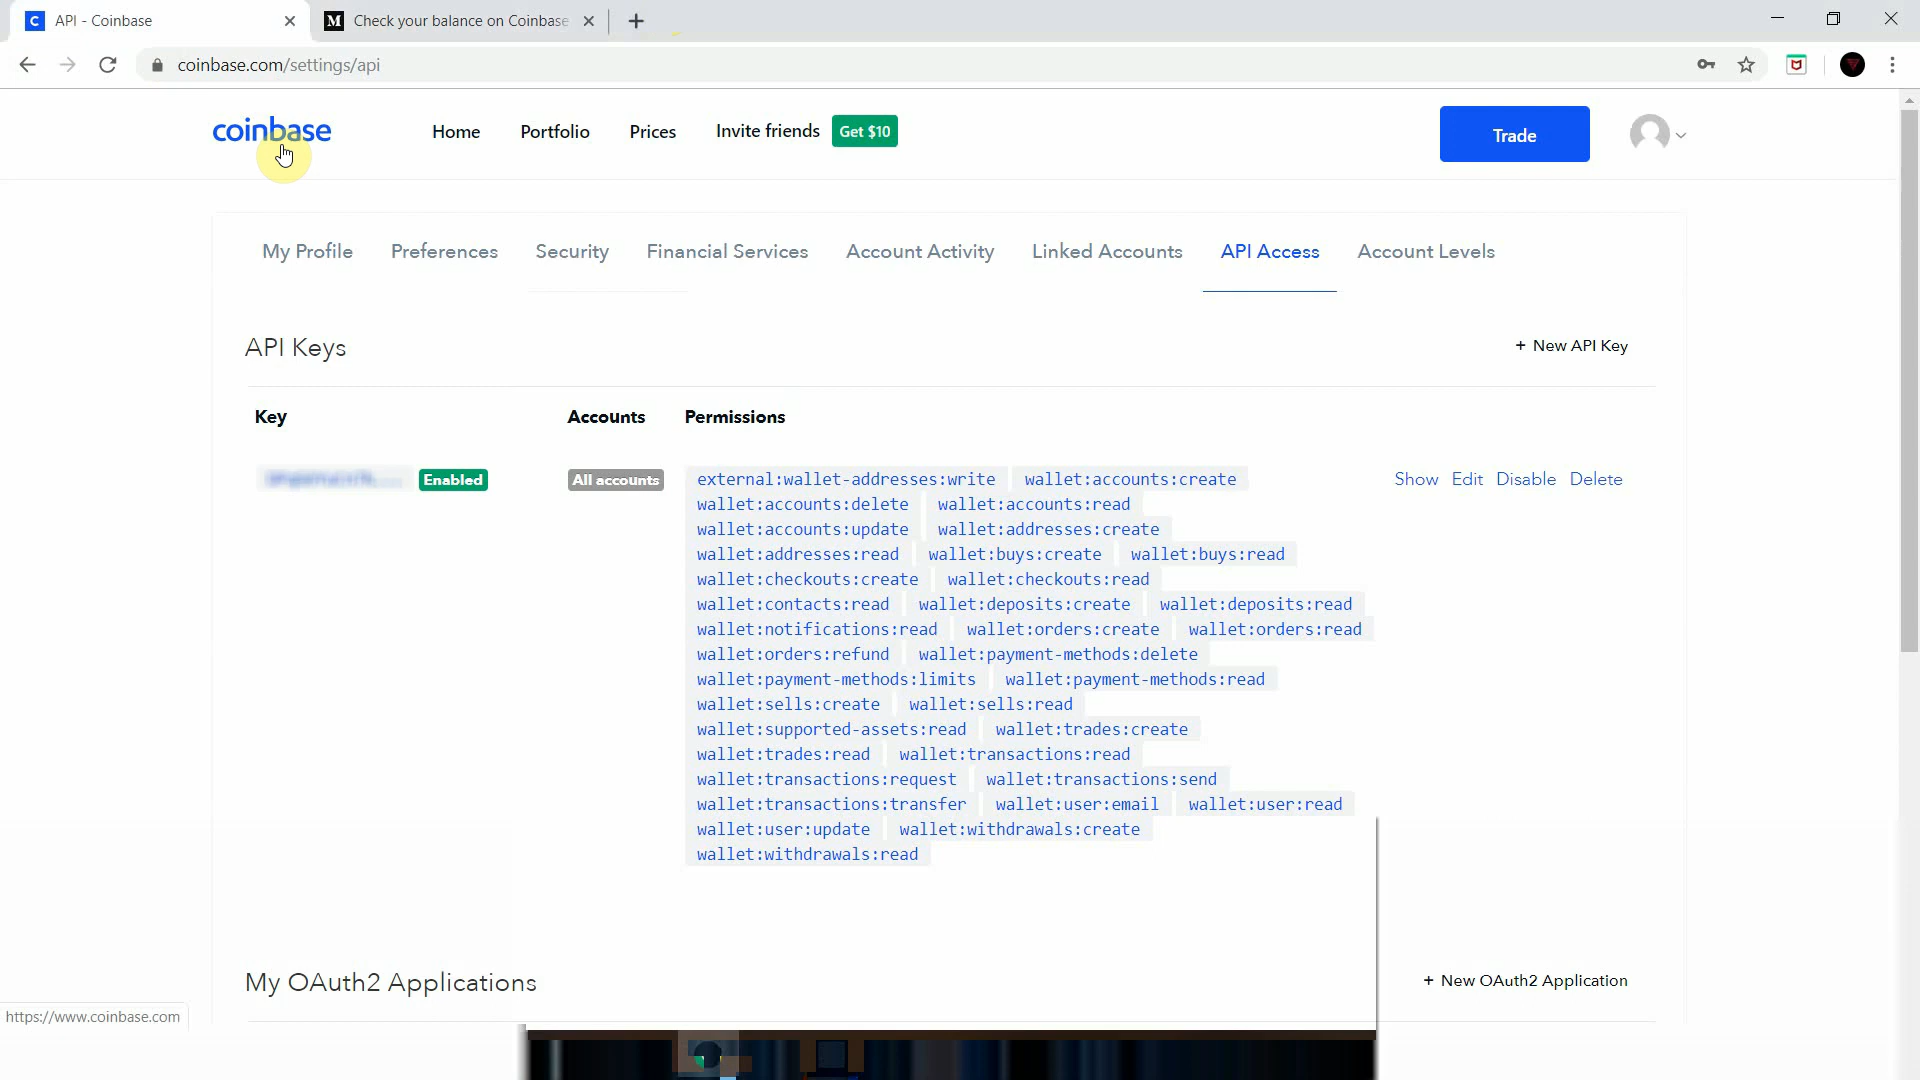 API - Coinbase
M Check your balance on Coinbase
coinbase.com/settings/api
coinbase Home Portfolio Prices Invite friends Get $10 Trade
My Profile Preferences Security Financial Services Account Activity Linked Accounts API Access Account Levels
API Keys + New API Key
Key Accounts Permissions
Enabled All accounts external:wallet-addresses:write wallet:accounts:create Show Edit Disable Delete
wallet:accounts:delete wallet:accounts:read
wallet:accounts:update wallet:addresses:create
wallet:addresses:read wallet:buys:create wallet:buys:read
wallet:checkouts:create wallet:checkouts:read
wallet:contacts:read wallet:deposits:create wallet:deposits:read
wallet:notifications:read wallet:orders:create wallet:orders:read
wallet:orders:refund wallet:payment-methods:delete
wallet:payment-methods:limits wallet:payment-methods:read
wallet:sells:create wallet:sells:read
wallet:supported-assets:read wallet:trades:create
wallet:trades:read wallet:transactions:read
wallet:transactions:request wallet:transactions:send
wallet:transactions:transfer wallet:user:email wallet:user:read
wallet:user:update wallet:withdrawals:create
wallet:withdrawals:read
My OAuth2 Applications + New OAuth2 Application
https://www.coinbase.com